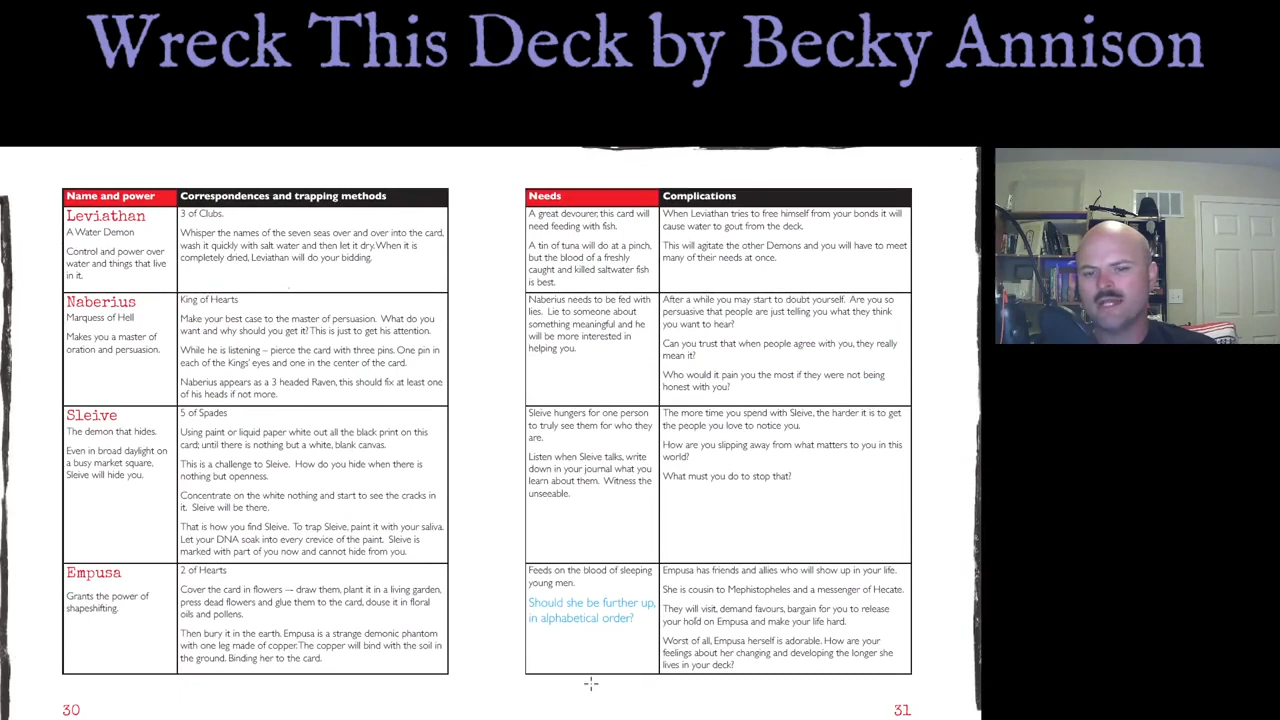 Wreck This Deck by Becky Annison
Name and power
Correspondences and trapping methods
Leviathan
A Water Demon
Control and power over
water and things that live
in it.
3 of Clubs.
Whisper the names of the seven seas over and over into the card,
wash it quickly with salt water and then let it dry. When it is
completely dried, Leviathan will do your bidding.
Naberius
Marquess of Hell
Makes you a master of
oration and persuasion.
King of Hearts
Make your best case to the master of persuasion. What do you
want and why should you get it? This is just to get his attention.
While he is listening – pierce the card with three pins. One pin in
each of the Kings' eyes and one in the center of the card.
Naberius appears as a 3 headed Raven, this should fix at least one
of his heads if not more.
Sleive
The demon that hides.
Even in broad daylight on
a busy market square,
Sleive will hide you.
5 of Spades
Using paint or liquid paper white out all the black print on this
card; until there is nothing but a white, blank canvas.
This is a challenge to Sleive. How do you hide when there is
nothing but openness.
Concentrate on the white nothing and start to see the cracks in
it. Sleive will be there.
That is how you find Sleive. To trap Sleive, paint it with your saliva.
Let your DNA soak into every crevice of the paint. Sleive is
marked with part of you now and cannot hide from you.
Empusa
Grants the power of
shapeshifting.
2 of Hearts
Cover the card in flowers — draw them, plant it in a living garden,
press dead flowers and glue them to the card, douse it in floral
oils and pollens.
Then bury it in the earth. Empusa is a strange demonic phantom
with one leg made of copper. The copper will bind with the soil in
the ground. Binding her to the card.
30
Needs
Complications
A great devourer, this card will
need feeding with fish.
A tin of tuna will do at a pinch,
but the blood of a freshly
caught and killed saltwater fish
is best.
When Leviathan tries to free himself from your bonds it will
cause water to gout from the deck.
This will agitate the other Demons and you will have to meet
many of their needs at once.
Naberius needs to be fed with
lies. Lie to someone about
something meaningful and he
will be more interested in
helping you.
After a while you may start to doubt yourself. Are you so
persuasive that people are just telling you what they think
you want to hear?
Can you trust that when people agree with you, they really
mean it?
Who would it pain you the most if they were not being
honest with you?
Sleive hungers for one person
to truly see them for who they
are.
Listen when Sleive talks, write
down in your journal what you
learn about them. Witness the
unseeable.
The more time you spend with Sleive, the harder it is to get
the people you love to notice you.
How are you slipping away from what matters to you in this
world?
What must you do to stop that?
Feeds on the blood of sleeping
young men.
Should she be further up,
in alphabetical order?
Empusa has friends and allies who will show up in your life.
She is cousin to Mephistopheles and a messenger of Hecate.
They will visit, demand favours, bargain for you to release
your hold on Empusa and make your life hard.
Worst of all, Empusa herself is adorable. How are your
feelings about her changing and developing the longer she
lives in your deck?
31